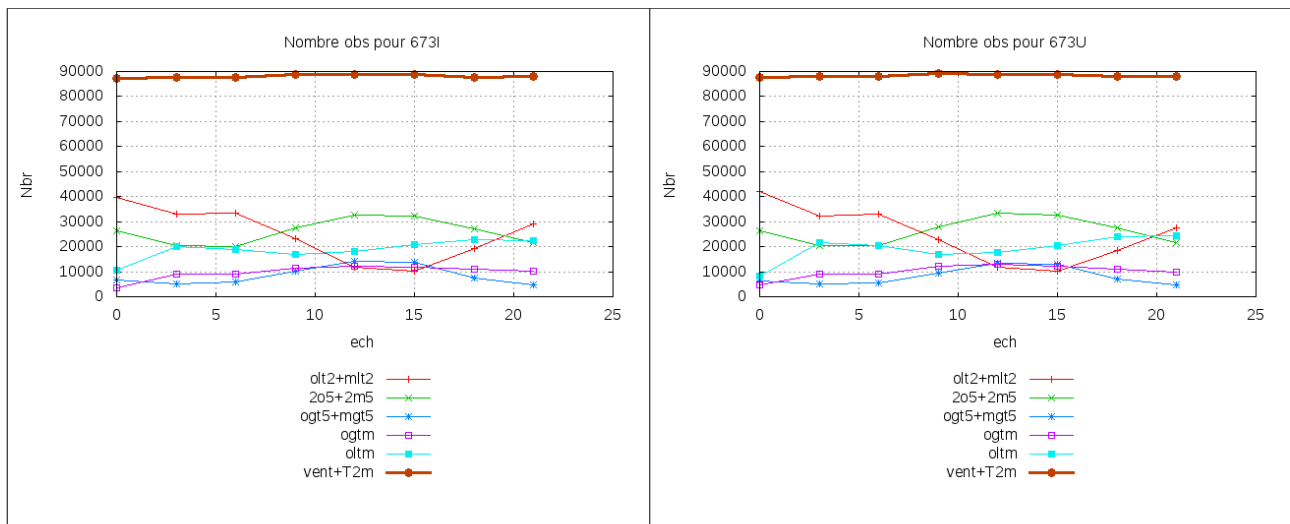 Nombre obs pour 673I
90000
80000
70000
60000
50000
40000
30000
20000
10000
0
Nbr
0 5 10 15 20 25
ech
olt2+mlt2
2o5+2m5
ogt5+mgt5
ogtm
oltm
vent+T2m
Nombre obs pour 673U
90000
80000
70000
60000
50000
40000
30000
20000
10000
0
Nbr
0 5 10 15 20 25
ech
olt2+mlt2
2o5+2m5
ogt5+mgt5
ogtm
oltm
vent+T2m